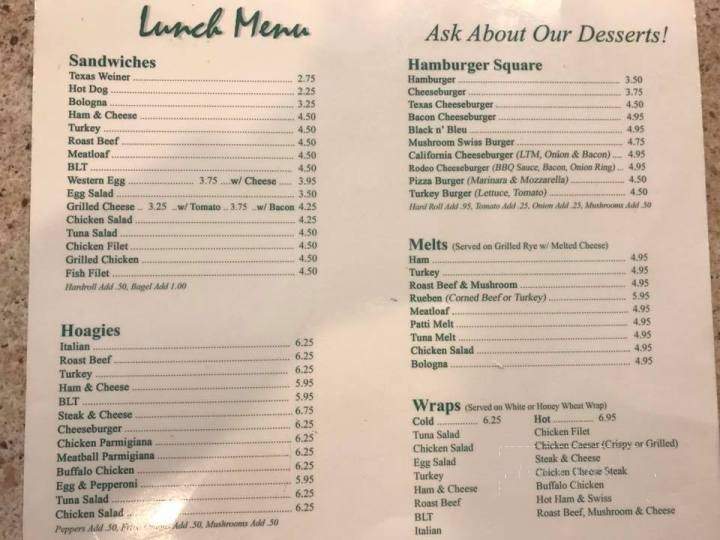 Lunch Menu
Sandwiches
Texas Weiner 2.75
Hot Dog 2.25
Bologna 3.25
Ham & Cheese 4.50
Turkey 4.50
Roast Beef 4.50
Meatloaf 4.50
BLT 4.50
Western Egg 3.75 ....w/ Cheese ..... 3.95
Egg Salad 3.50
Grilled Cheese .. 3.25 ..w/ Tomato .. 3.75 ..w/ Bacon 4.25
Chicken Salad 4.25
Tuna Salad 4.50
Chicken Filet 4.50
Grilled Chicken 4.50
Fish Filet 4.50
Hardroll Add .50, Bagel Add 1.00
Hoagies
Italian 6.25
Roast Beef 6.25
Turkey 6.25
Ham & Cheese 5.95
BLT 5.95
Steak & Cheese 6.75
Cheeseburger 6.25
Chicken Parmigiana 6.25
Meatball Parmigiana 6.25
Buffalo Chicken 6.25
Egg & Pepperoni 5.95
Tuna Salad 6.25
Chicken Salad 6.25
Peppers Add .50, Add .50, Mushrooms Add .50
Ask About Our Desserts!
Hamburger Square
Hamburger 3.50
Cheeseburger 3.75
Texas Cheeseburger 4.50
Bacon Cheeseburger 4.95
Black n' Bleu 4.95
Mushroom Swiss Burger 4.75
California Cheeseburger (LTM, Onion & Bacon) .... 4.95
Rodeo Cheeseburger (BBQ Sauce, Bacon, Onion Ring) ... 4.95
Pizza Burger (Marinara & Mozzarella) 4.50
Turkey Burger (Lettuce, Tomato) 4.50
Hard Roll Add .95, Tomato Add .25, Onion Add .25, Mushrooms Add .50
Melts (Served on Grilled Rye w/ Melted Cheese)
Ham 4.95
Turkey 4.95
Roast Beef & Mushroom 4.95
Rueben (Corned Beef or Turkey) 5.95
Meatloaf 4.95
Patti Melt 4.95
Tuna Melt 4.95
Chicken Salad 4.95
Bologna 4.95
Wraps (Served on White or Honey Wheat Wrap)
Cold 6.25
Tuna Salad
Chicken Salad
Egg Salad
Turkey
Ham & Cheese
Roast Beef
BLT
Italian
Hot 6.95
Chicken Filet
Chicken Caeser (Crispy or Grilled)
Steak & Cheese
Chicken Cheese Steak
Buffalo Chicken
Hot Ham & Swiss
Roast Beef, Mushroom & Cheese